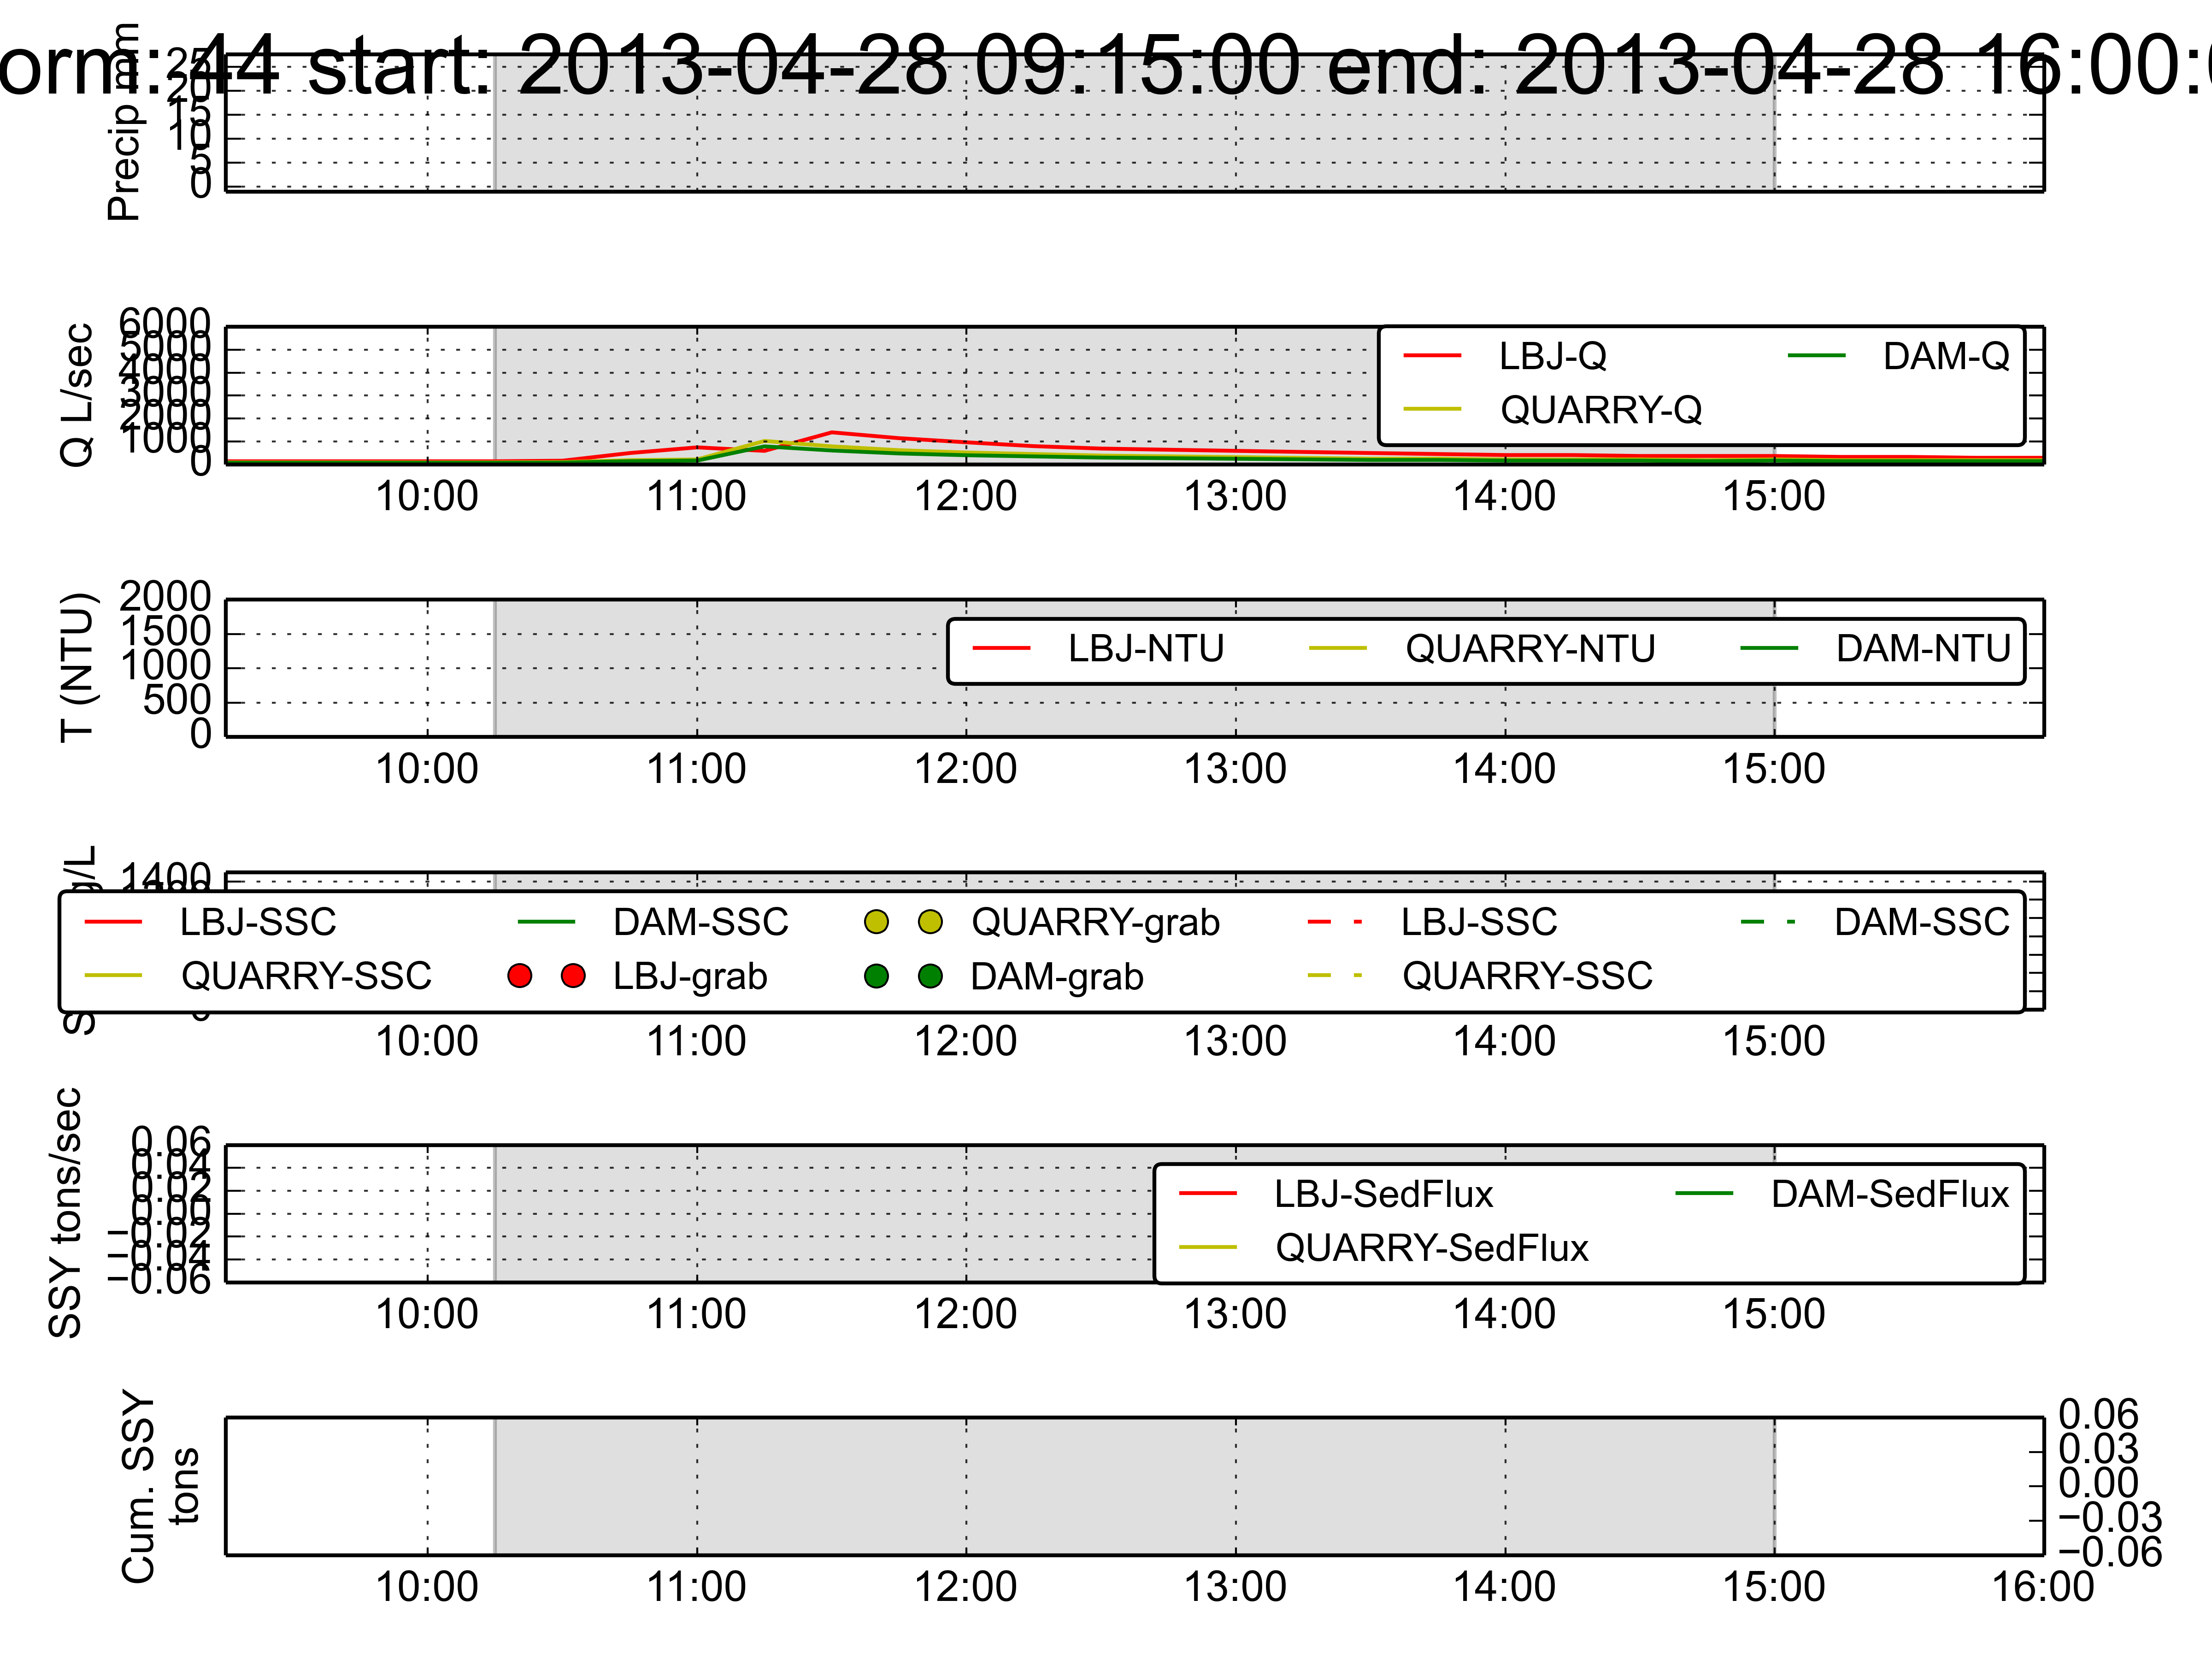 orm: 44 start: 2013-04-28 09:15:00 end: 2013-04-28 16:00:0
Precip mm
25
20
15
10
5
0
Q L/sec
6000
5000
4000
3000
2000
1000
0
LBJ-Q
DAM-Q
QUARRY-Q
10:00 11:00 12:00 13:00 14:00 15:00
T (NTU)
2000
1500
1000
500
0
LBJ-NTU QUARRY-NTU DAM-NTU
10:00 11:00 12:00 13:00 14:00 15:00
g/L
1400
LBJ-SSC DAM-SSC QUARRY-grab LBJ-SSC DAM-SSC
QUARRY-SSC LBJ-grab DAM-grab QUARRY-SSC
10:00 11:00 12:00 13:00 14:00 15:00
SSY tons/sec
0.06
0.04
0.02
0.00
−0.02
−0.04
−0.06
LBJ-SedFlux DAM-SedFlux
QUARRY-SedFlux
10:00 11:00 12:00 13:00 14:00 15:00
Cum. SSY
tons
0.06
0.03
0.00
−0.03
−0.06
10:00 11:00 12:00 13:00 14:00 15:00 16:00